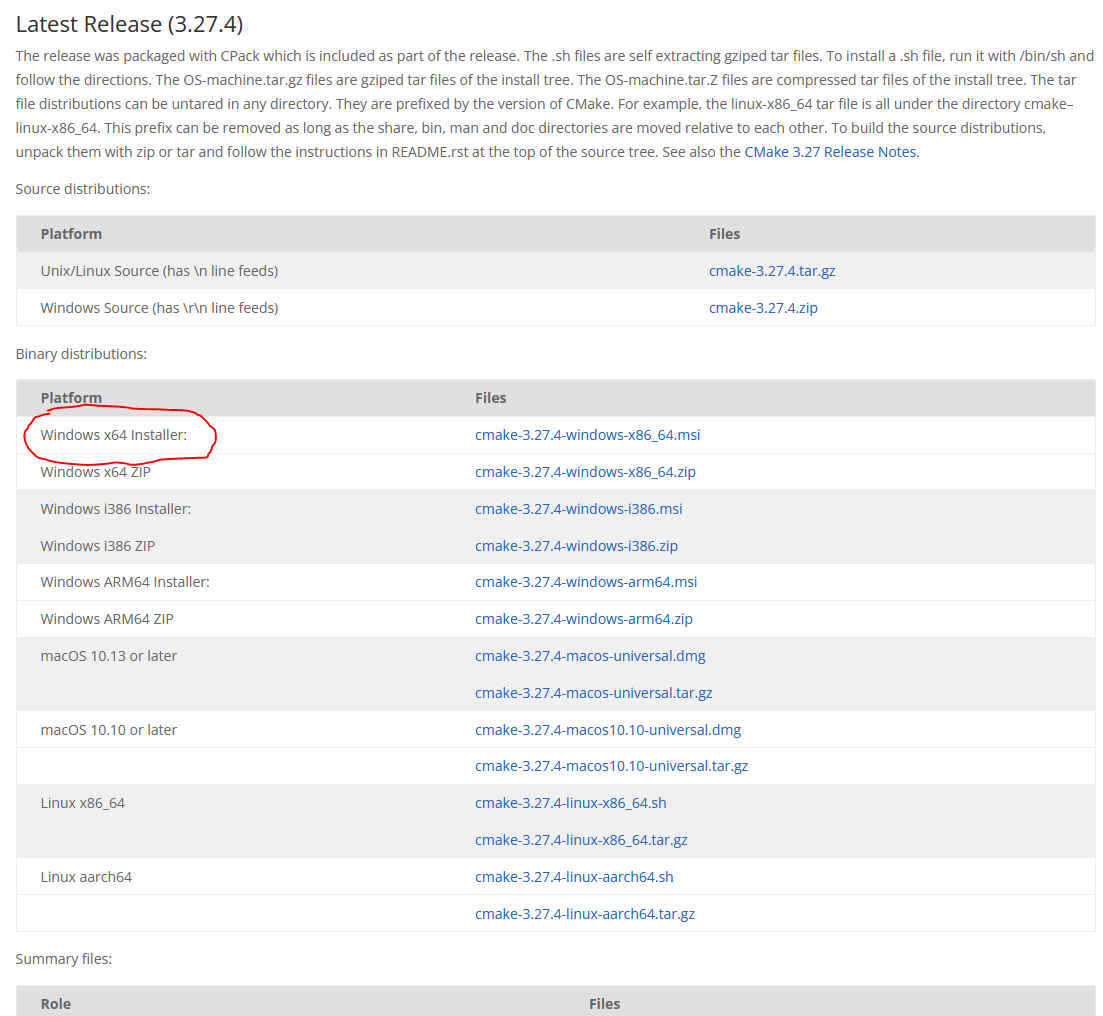 Latest Release (3.27.4)
The release was packaged with CPack which is included as part of the release. The .sh files are self extracting gziped tar files. To install a .sh file, run it with /bin/sh and
follow the directions. The OS-machine.tar.gz files are gziped tar files of the install tree. The OS-machine.tar.Z files are compressed tar files of the install tree. The tar
file distributions can be untared in any directory. They are prefixed by the version of CMake. For example, the linux-x86_64 tar file is all under the directory cmake–
linux-x86_64. This prefix can be removed as long as the share, bin, man and doc directories are moved relative to each other. To build the source distributions,
unpack them with zip or tar and follow the instructions in README.rst at the top of the source tree. See also the CMake 3.27 Release Notes.
Source distributions:
Platform Files
Unix/Linux Source (has \n line feeds) cmake-3.27.4.tar.gz
Windows Source (has \r\n line feeds) cmake-3.27.4.zip
Binary distributions:
Platform Files
Windows x64 Installer: cmake-3.27.4-windows-x86_64.msi
Windows x64 ZIP cmake-3.27.4-windows-x86_64.zip
Windows i386 Installer: cmake-3.27.4-windows-i386.msi
Windows i386 ZIP cmake-3.27.4-windows-i386.zip
Windows ARM64 Installer: cmake-3.27.4-windows-arm64.msi
Windows ARM64 ZIP cmake-3.27.4-windows-arm64.zip
macOS 10.13 or later cmake-3.27.4-macos-universal.dmg
cmake-3.27.4-macos-universal.tar.gz
macOS 10.10 or later cmake-3.27.4-macos10.10-universal.dmg
cmake-3.27.4-macos10.10-universal.tar.gz
Linux x86_64 cmake-3.27.4-linux-x86_64.sh
cmake-3.27.4-linux-x86_64.tar.gz
Linux aarch64 cmake-3.27.4-linux-aarch64.sh
cmake-3.27.4-linux-aarch64.tar.gz
Summary files:
Role Files